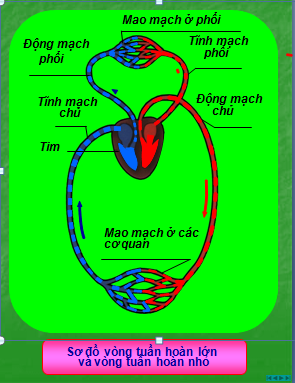 Mao mạch ở phổi
Động mạch
phổi
Tĩnh mạch
phổi
Tĩnh mạch
chủ
Động mạch
chủ
Tim
Mao mạch ở các
cơ quan
Sơ đồ vòng tuần hoàn lớn
và vòng tuần hoàn nhỏ